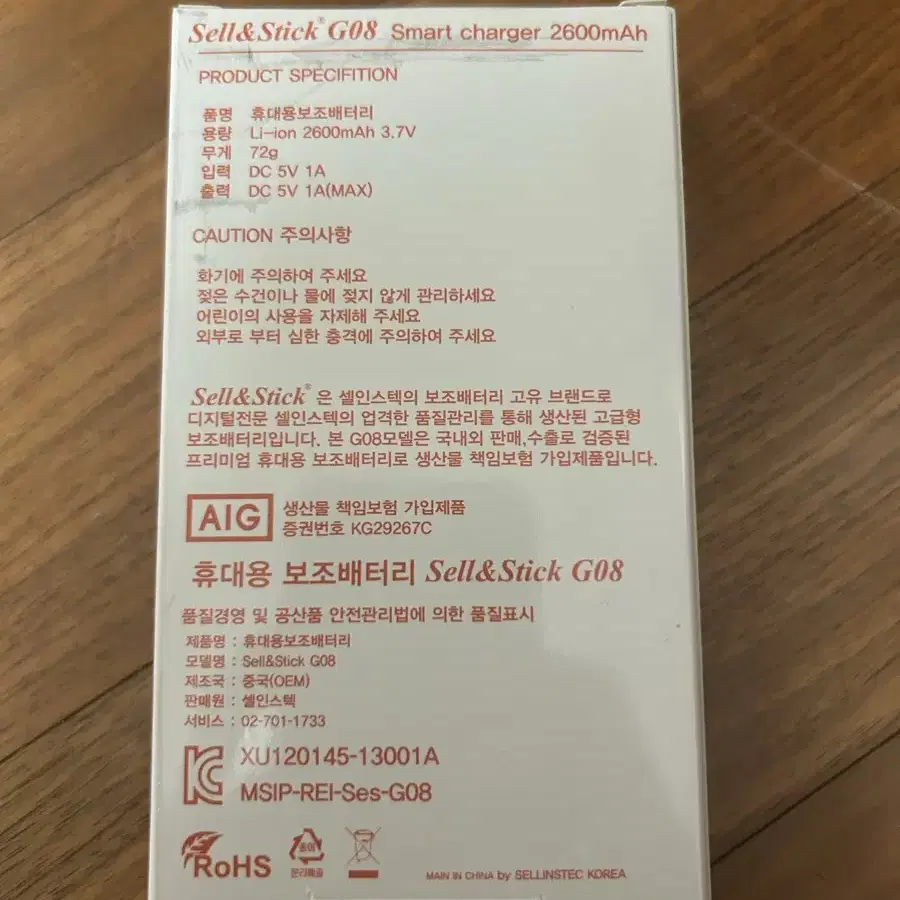 Sell&Stick® G08 Smart charger 2600mAh
PRODUCT SPECIFITION
품명 휴대용보조배터리
용량 Li-ion 2600mAh 3.7V
무게 72g
입력 DC 5V 1A
출력 DC 5V 1A(MAX)
CAUTION 주의사항
화기에 주의하여 주세요
젖은 수건이나 물에 젖지 않게 관리하세요
어린이의 사용을 자제해 주세요
외부로 부터 심한 충격에 주의하여 주세요
Sell&Stick® 은 셀인스텍의 보조배터리 고유 브랜드로
디지털전문 셀인스텍의 업격한 품질관리를 통해 생산된 고급형
보조배터리입니다. 본 G08모델은 국내외 판매,수출로 검증된
프리미엄 휴대용 보조배터리로 생산물 책임보험 가입제품입니다.
AIG 생산물 책임보험 가입제품
증권번호 KG29267C
휴대용 보조배터리 Sell&Stick G08
품질경영 및 공산품 안전관리법에 의한 품질표시
제품명 : 휴대용보조배터리
모델명 : Sell&Stick G08
제조국 : 중국(OEM)
판매원 : 셀인스텍
서비스 : 02-701-1733
XU120145-13001A
MSIP-REI-Ses-G08
RoHS
종이
분리배출
MAIN IN CHINA by SELLINSTEC KOREA